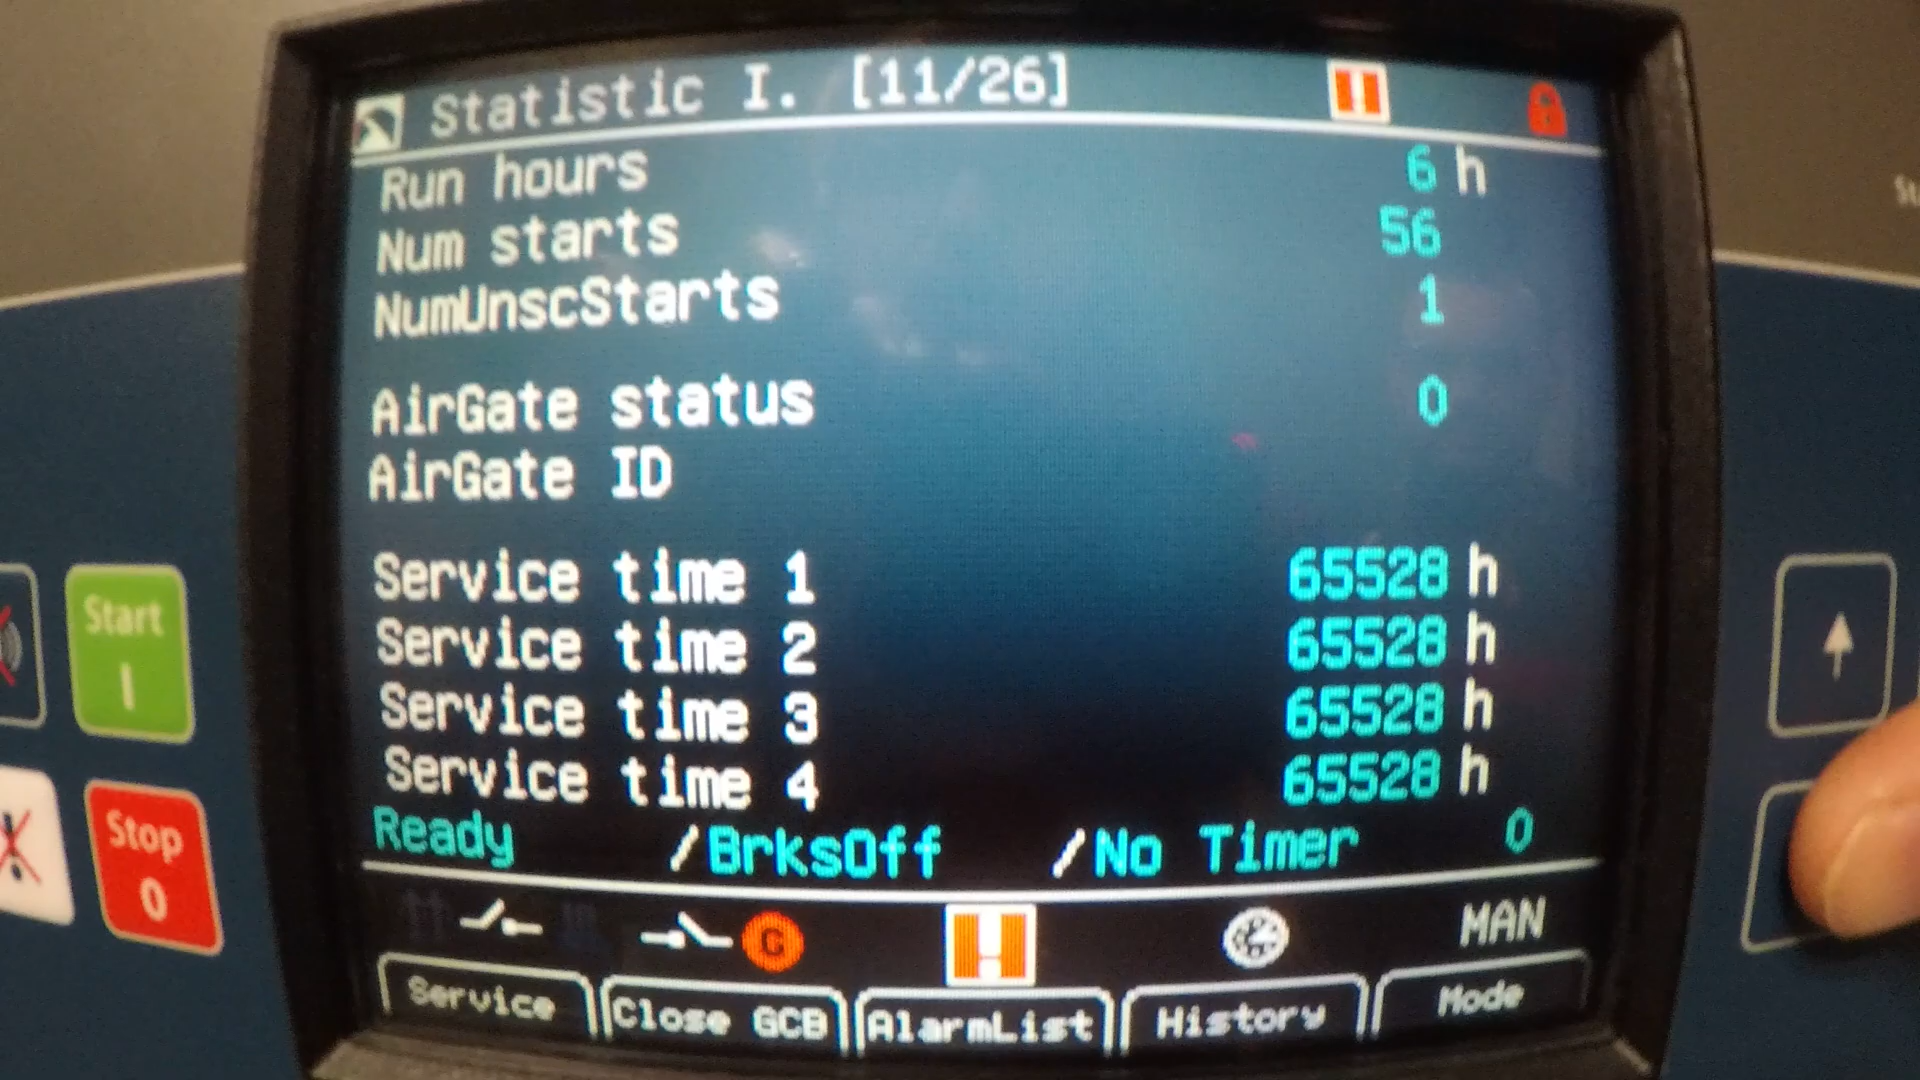 Statistic I. [11/26]
Run hours 6 h
Num starts 56
NumUnscStarts 1
AirGate status 0
AirGate ID
Service time 1 65528 h
Service time 2 65528 h
Service time 3 65528 h
Service time 4 65528 h
Ready /BrksOff /No Timer 0
G MAN
Service Close GCB AlarmList History Mode
Start
I
Stop
0